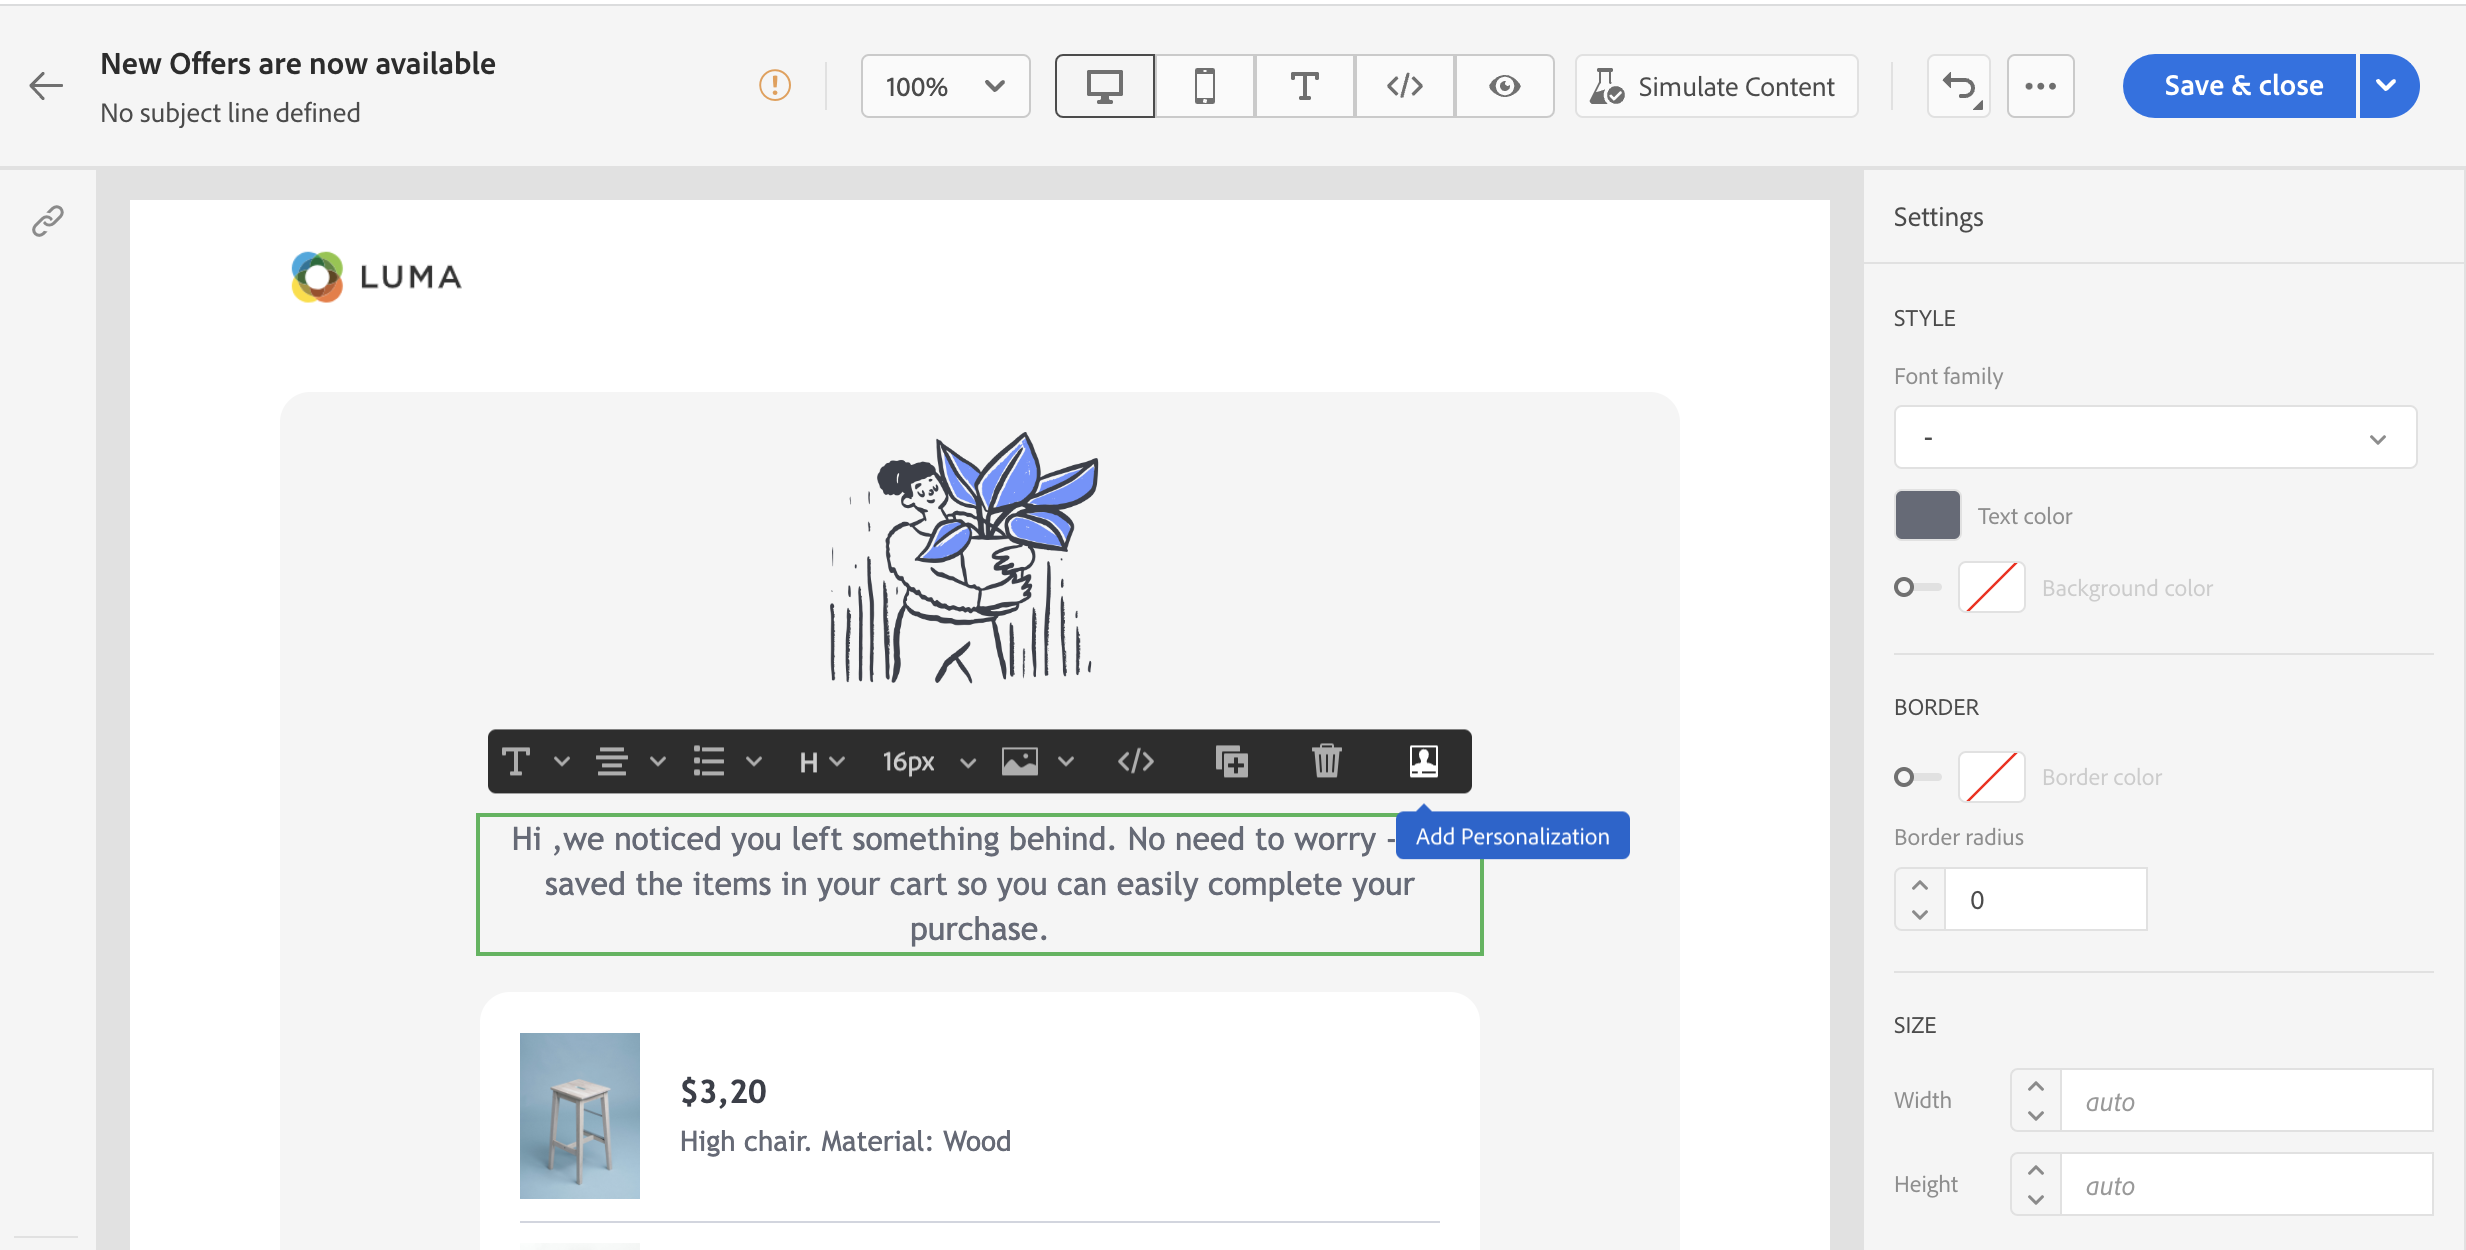 New Offers are now available
No subject line defined
100%
Simulate Content
Save & close
LUMA
Settings
STYLE
Font family
-
Text color
Background color
BORDER
Border color
Border radius
0
SIZE
Width
auto
Height
auto
H
16px
Add Personalization
Hi ,we noticed you left something behind. No need to worry -
saved the items in your cart so you can easily complete your
purchase.
$3,20
High chair. Material: Wood